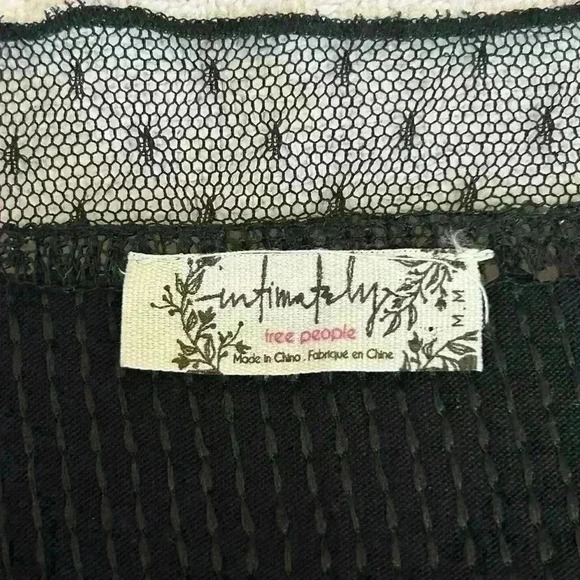 intimately
free people
Made in China . Fabriqué en Chine
M.M